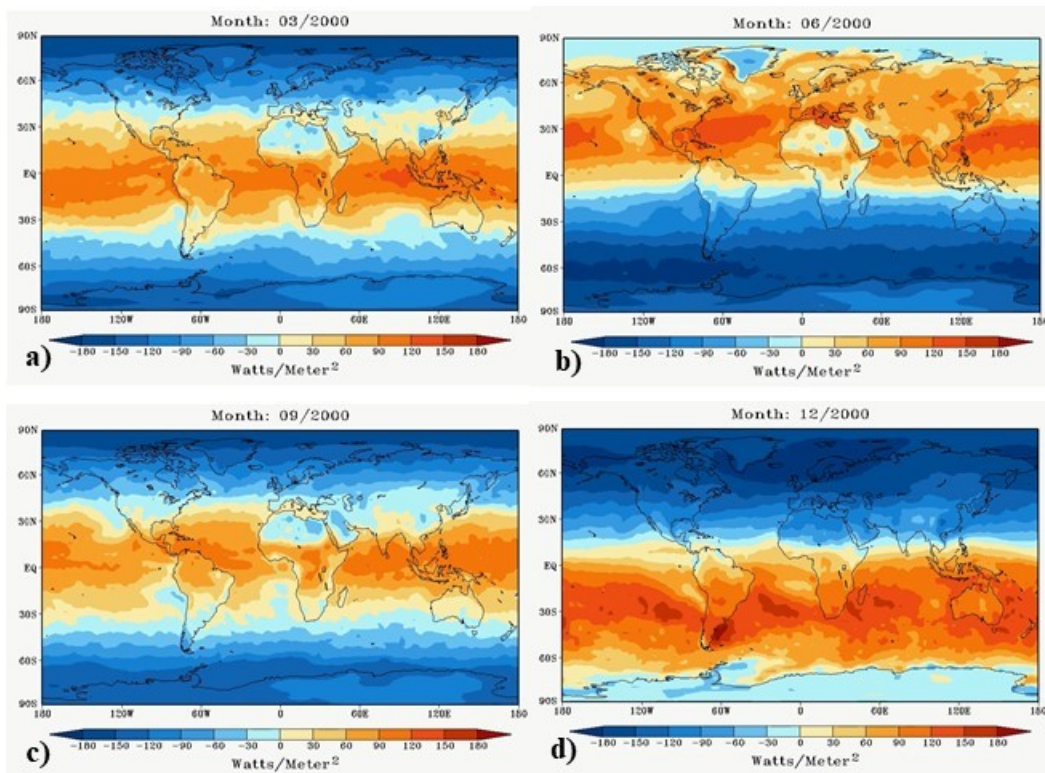 Month: 03/2000
90N
60N
30N
EQ
30S
60S
90S
180 120W 60W 0 60E 120E 180
-180 -150 -120 -90 -60 -30 0 30 60 90 120 150 180
a) Watts/Meter²
Month: 06/2000
90N
60N
30N
EQ
30S
60S
90S
180 120W 60W 0 60E 120E 180
-180 -150 -120 -90 -60 -30 0 30 60 90 120 150 180
b) Watts/Meter²
Month: 09/2000
90N
60N
30N
EQ
30S
60S
90S
180 120W 60W 0 60E 120E 180
-180 -150 -120 -90 -60 -30 0 30 60 90 120 150 180
c) Watts/Meter²
Month: 12/2000
90N
60N
30N
EQ
30S
60S
90S
180 120W 60W 0 60E 120E 180
-180 -150 -120 -90 -60 -30 0 30 60 90 120 150 180
d) Watts/Meter²